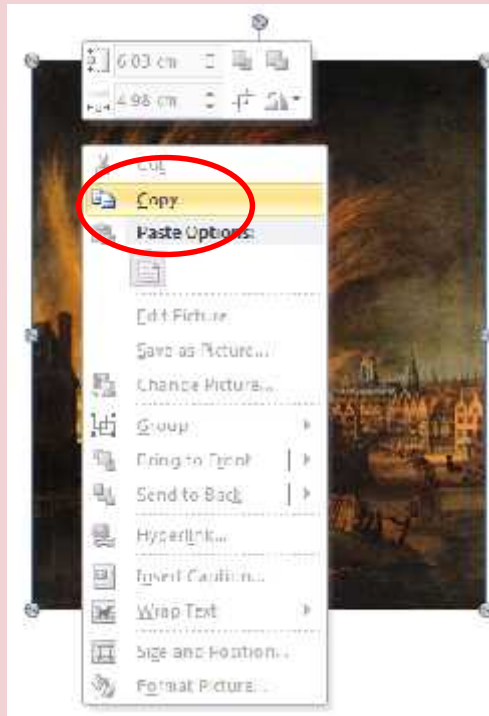 6.03 cm
4.98 cm
Cut
Copy
Paste Options:
Edit Picture
Save as Picture...
Change Picture...
Group
Bring to Front
Send to Back
Hyperlink...
Insert Caption...
Wrap Text
Size and Position...
Format Picture...